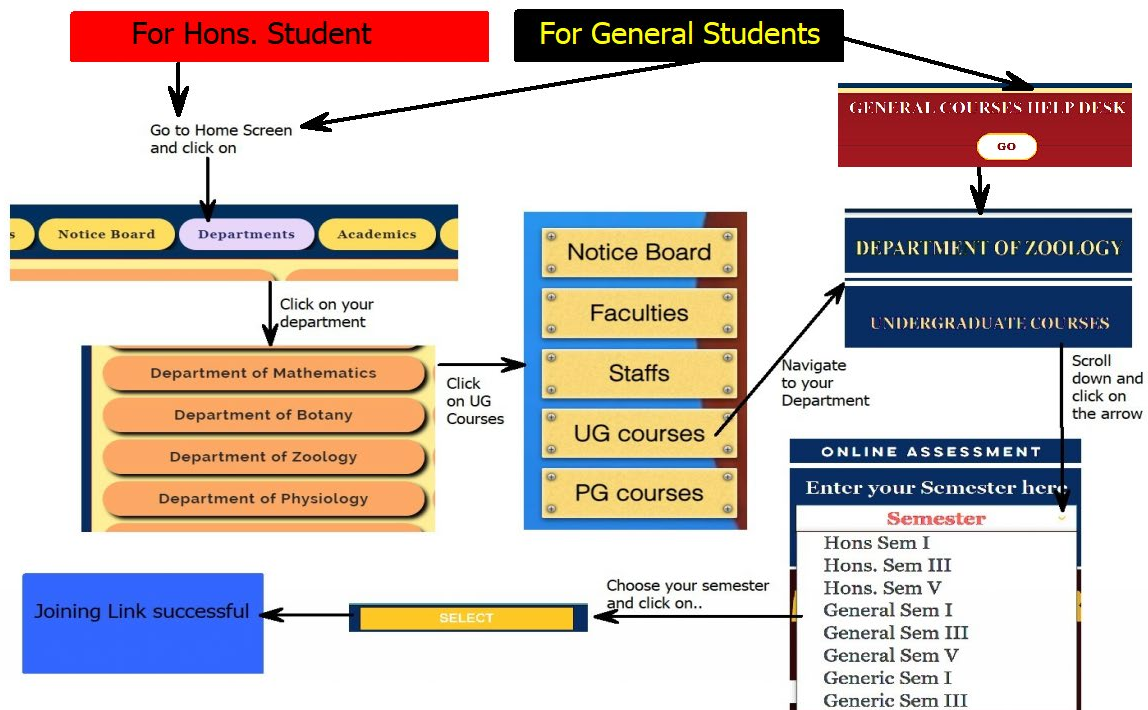 For Hons. Student
For General Students
Go to Home Screen
and click on
GENERAL COURSES HELP DESK
GO
s
Notice Board
Departments
Academics
Click on your
department
Department of Mathematics
Department of Botany
Department of Zoology
Department of Physiology
Click
on UG
Courses
Notice Board
Faculties
Staffs
UG courses
PG courses
Navigate
to your
Department
DEPARTMENT OF ZOOLOGY
UNDERGRADUATE COURSES
Scroll
down and
click on
the arrow
ONLINE ASSESSMENT
Enter your Semester here
Semester
Hons Sem I
Hons. Sem III
Hons. Sem V
General Sem I
General Sem III
General Sem V
Generic Sem I
Generic Sem III
Choose your semester
and click on..
SELECT
Joining Link successful